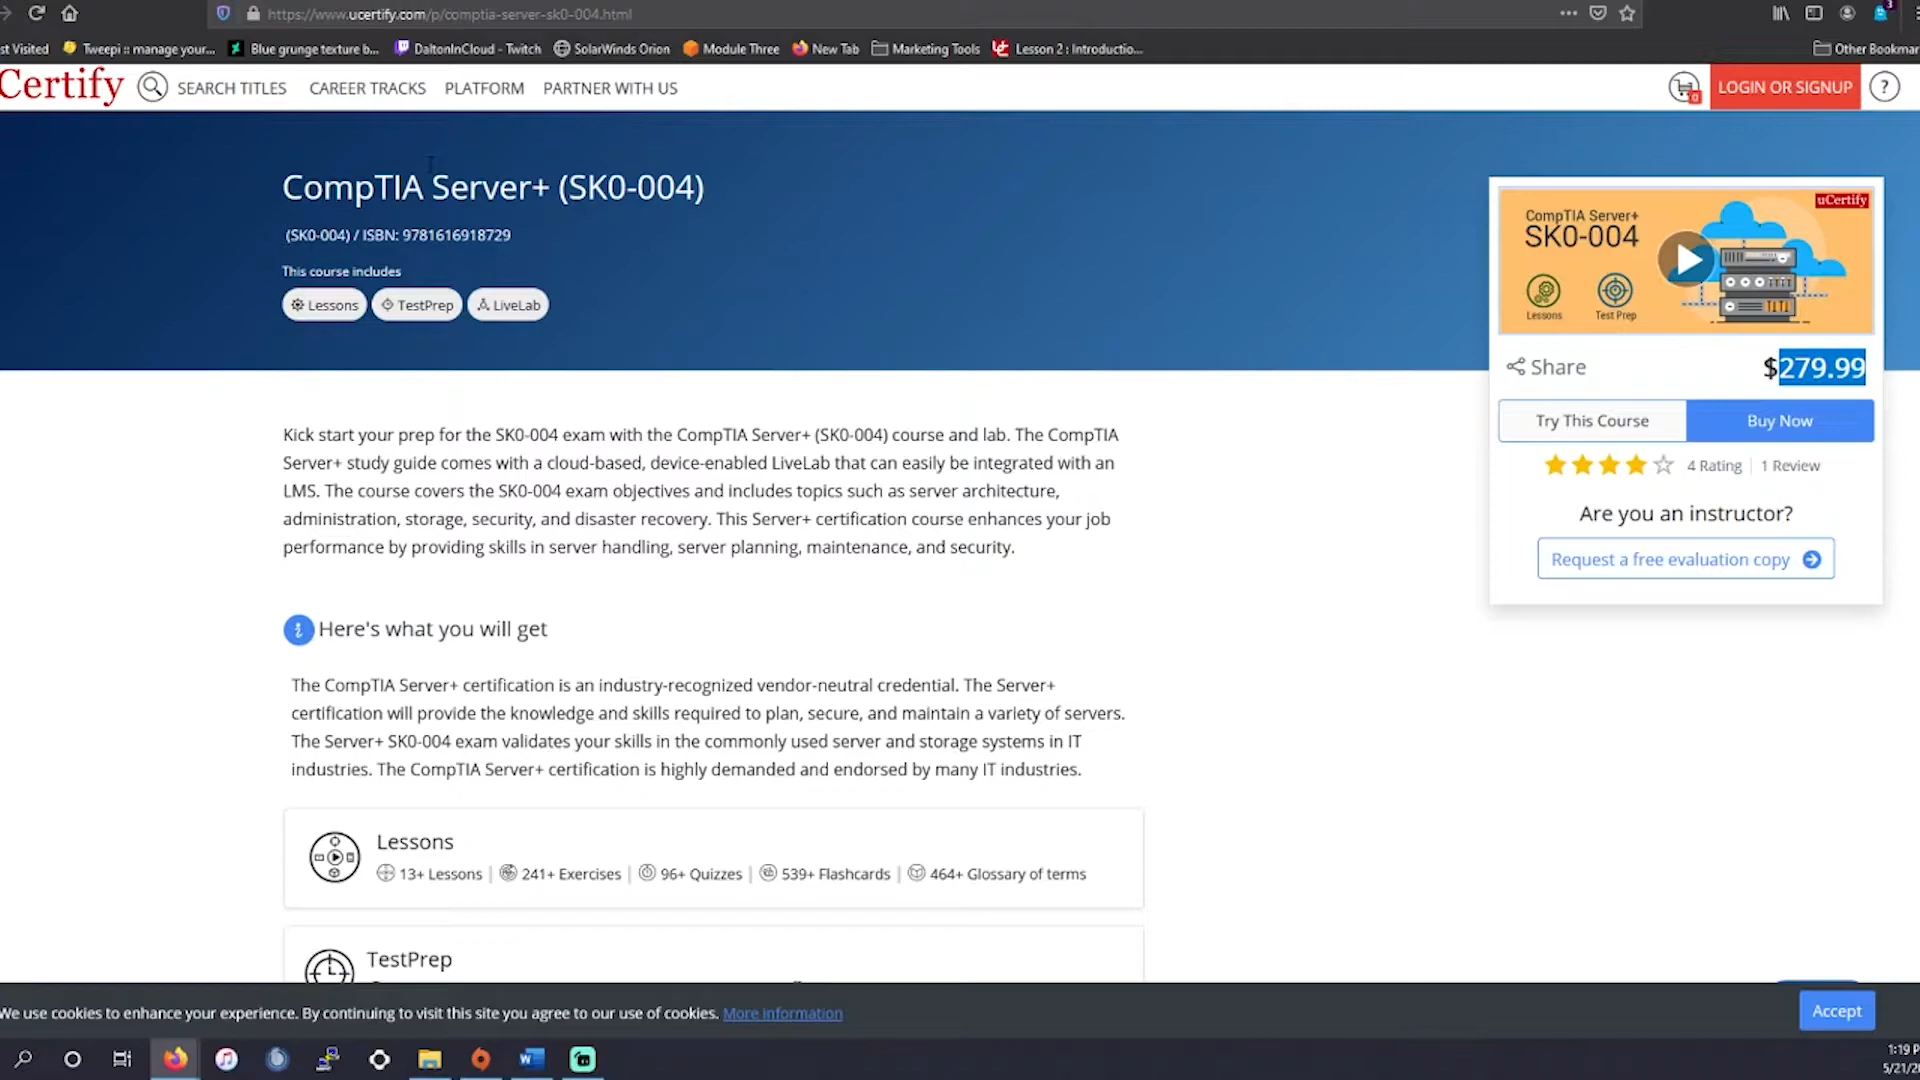 https://www.ucertify.com/p/comptia-server-sk0-004.html
3
st Visited
Tweepi :: manage your...
Blue grunge texture b...
DaltonInCloud - Twitch
SolarWinds Orion
Module Three
New Tab
Marketing Tools
Lesson 2 : Introductio...
Other Bookmar
Certify
SEARCH TITLES
CAREER TRACKS
PLATFORM
PARTNER WITH US
0
LOGIN OR SIGNUP
?
CompTIA Server+ (SK0-004)
(SK0-004) / ISBN: 9781616918729
This course includes
Lessons
TestPrep
LiveLab
uCertify
CompTIA Server+
SK0-004
Lessons
Test Prep
Share
$279.99
Try This Course
Buy Now
4 Rating | 1 Review
Are you an instructor?
Request a free evaluation copy
Kick start your prep for the SK0-004 exam with the CompTIA Server+ (SK0-004) course and lab. The CompTIA
Server+ study guide comes with a cloud-based, device-enabled LiveLab that can easily be integrated with an
LMS. The course covers the SK0-004 exam objectives and includes topics such as server architecture,
administration, storage, security, and disaster recovery. This Server+ certification course enhances your job
performance by providing skills in server handling, server planning, maintenance, and security.
Here's what you will get
The CompTIA Server+ certification is an industry-recognized vendor-neutral credential. The Server+
certification will provide the knowledge and skills required to plan, secure, and maintain a variety of servers.
The Server+ SK0-004 exam validates your skills in the commonly used server and storage systems in IT
industries. The CompTIA Server+ certification is highly demanded and endorsed by many IT industries.
Lessons
13+ Lessons | 241+ Exercises | 96+ Quizzes | 539+ Flashcards | 464+ Glossary of terms
TestPrep
We use cookies to enhance your experience. By continuing to visit this site you agree to our use of cookies. More information
Accept
1:19 P
5/21/2